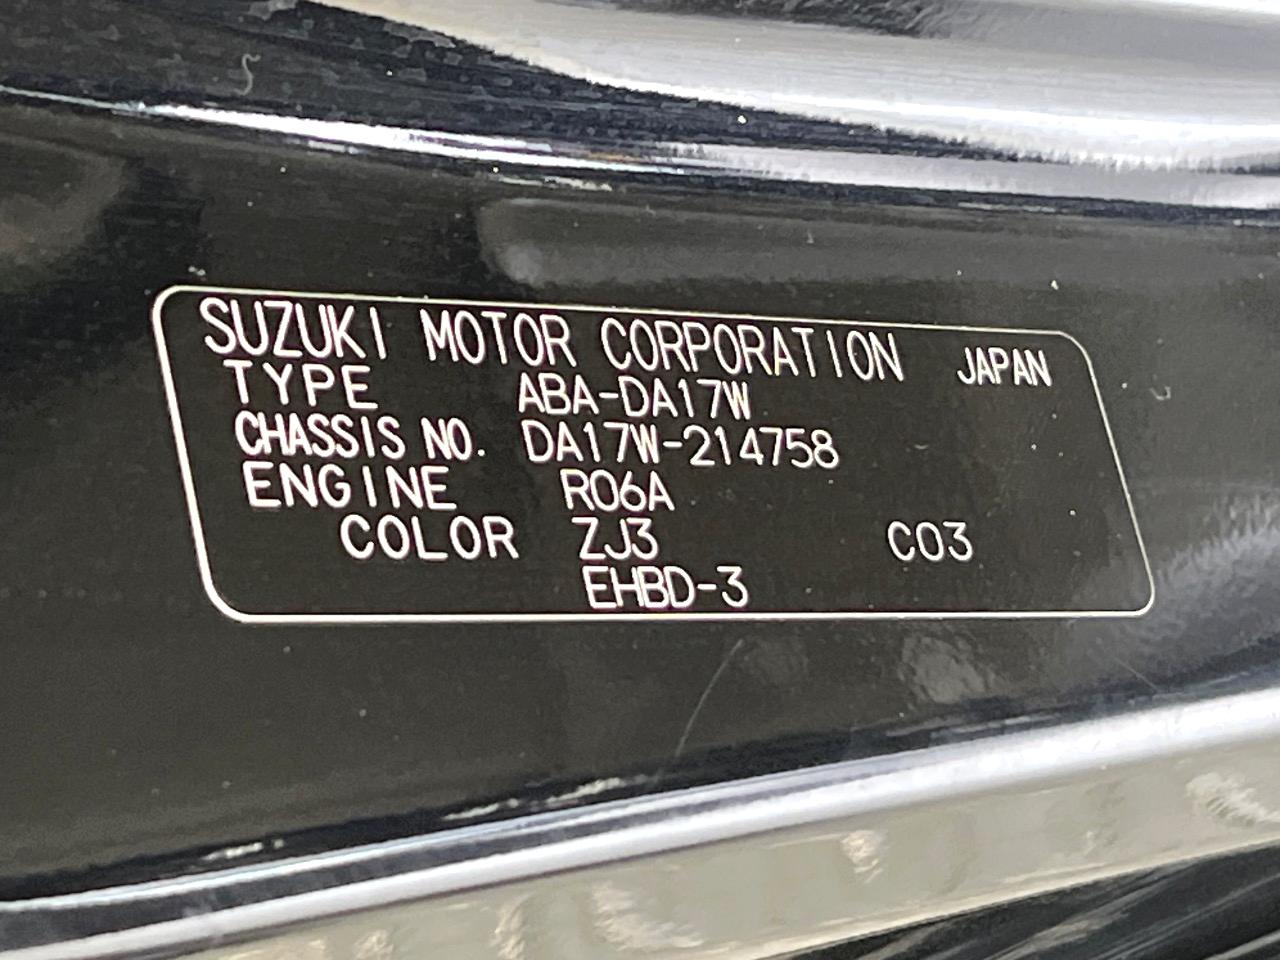 SUZUKI MOTOR CORPORATION JAPAN
TYPE ABA-DA17W
CHASSIS NO. DA17W-214758
ENGINE R06A
COLOR ZJ3 C03
EHBD-3